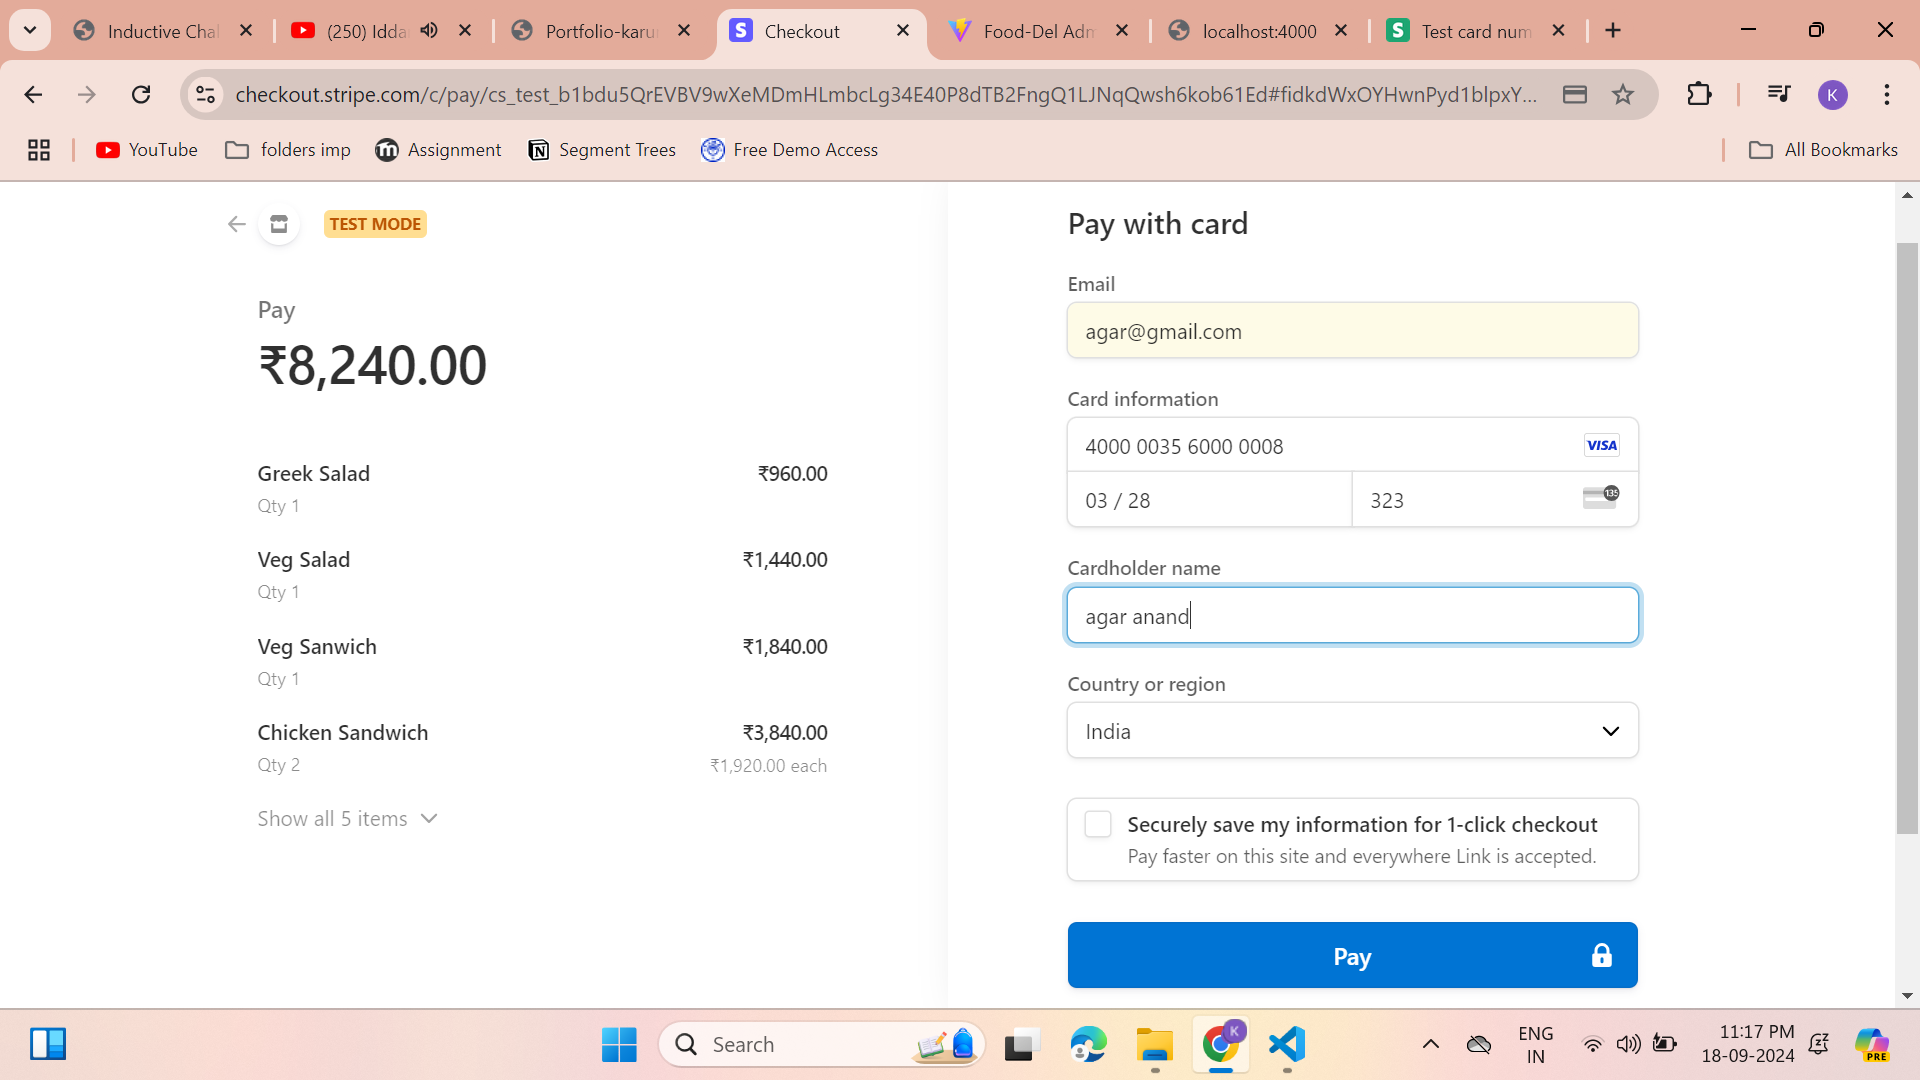 Inductive Chal
(250) Idda
Portfolio-karu
Checkout
Food-Del Adm
localhost:4000
Test card num
checkout.stripe.com/c/pay/cs_test_b1bdu5QrEVBV9wXeMDmHLmbcLg34E40P8dTB2FngQ1LJNqQwsh6kob61Ed#fidkdWxOYHwnPyd1blpxY...
K
YouTube
folders imp
Assignment
Segment Trees
Free Demo Access
All Bookmarks
TEST MODE
Pay
₹8,240.00
Greek Salad ₹960.00
Qty 1
Veg Salad ₹1,440.00
Qty 1
Veg Sanwich ₹1,840.00
Qty 1
Chicken Sandwich ₹3,840.00
Qty 2 ₹1,920.00 each
Show all 5 items
Pay with card
Email
agar@gmail.com
Card information
4000 0035 6000 0008 VISA
03 / 28 323 135
Cardholder name
agar anand
Country or region
India
Securely save my information for 1-click checkout
Pay faster on this site and everywhere Link is accepted.
Pay
Search
K
ENG
IN
11:17 PM
18-09-2024
PRE